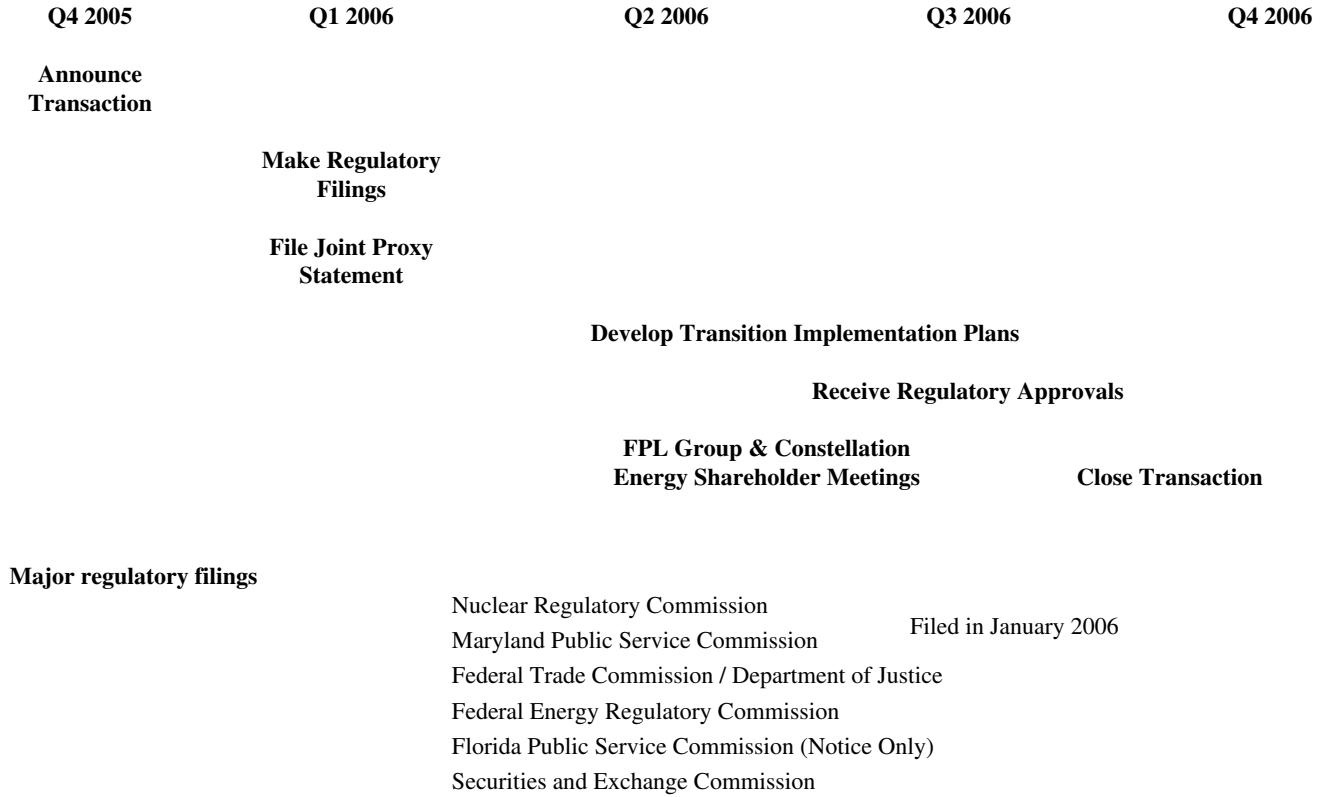 Q4 2005 Q1 2006 Q2 2006 Q3 2006 Q4 2006
Announce
Transaction
Make Regulatory
Filings
File Joint Proxy
Statement
Develop Transition Implementation Plans
Receive Regulatory Approvals
FPL Group & Constellation
Energy Shareholder Meetings
Close Transaction
Major regulatory filings
Nuclear Regulatory Commission
Maryland Public Service Commission
Filed in January 2006
Federal Trade Commission / Department of Justice
Federal Energy Regulatory Commission
Florida Public Service Commission (Notice Only)
Securities and Exchange Commission